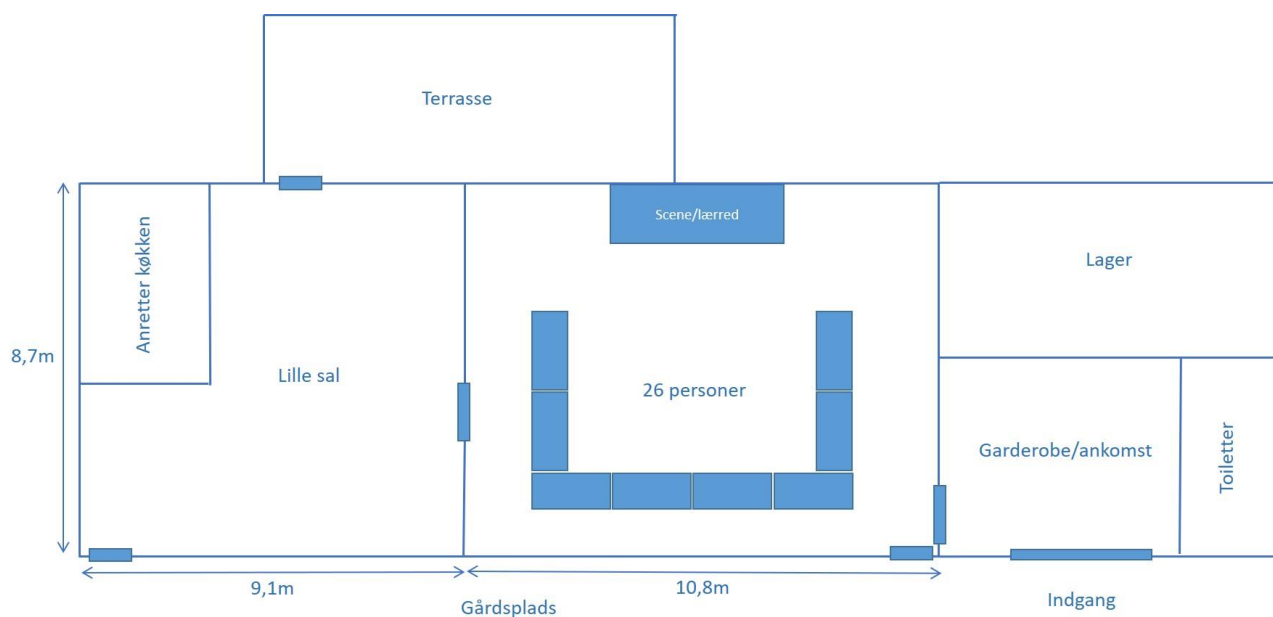 Terrasse
Scene/lærred
Anretter køkken
Lager
8,7m
Lille sal
26 personer
Garderobe/ankomst
Toiletter
9,1m
10,8m
Gårdsplads
Indgang